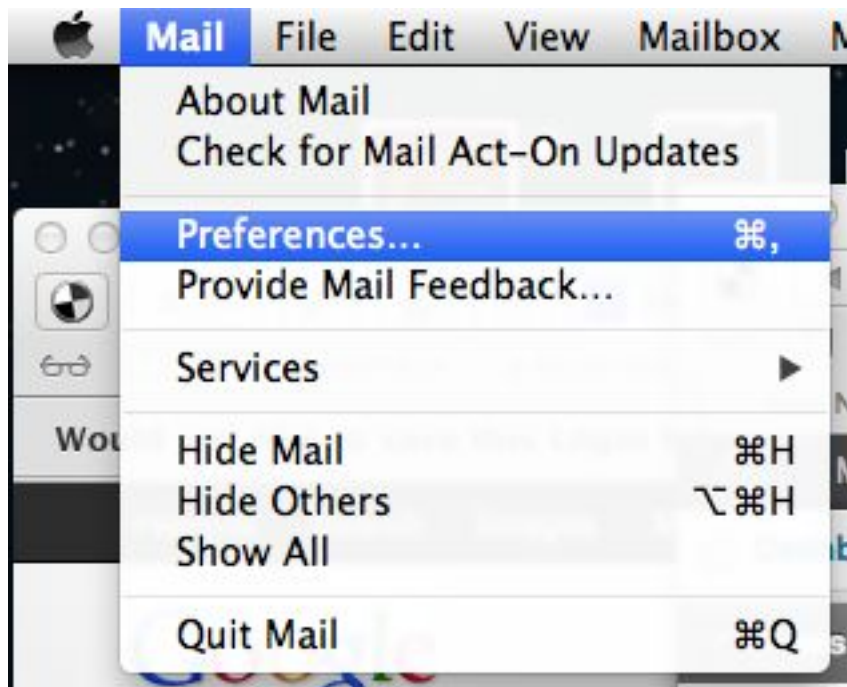 Mail File Edit View Mailbox
About Mail
Check for Mail Act-On Updates
Preferences... ⌘,
Provide Mail Feedback...
Services ▶
Hide Mail ⌘H
Hide Others ⌥⌘H
Show All
Quit Mail ⌘Q
Google